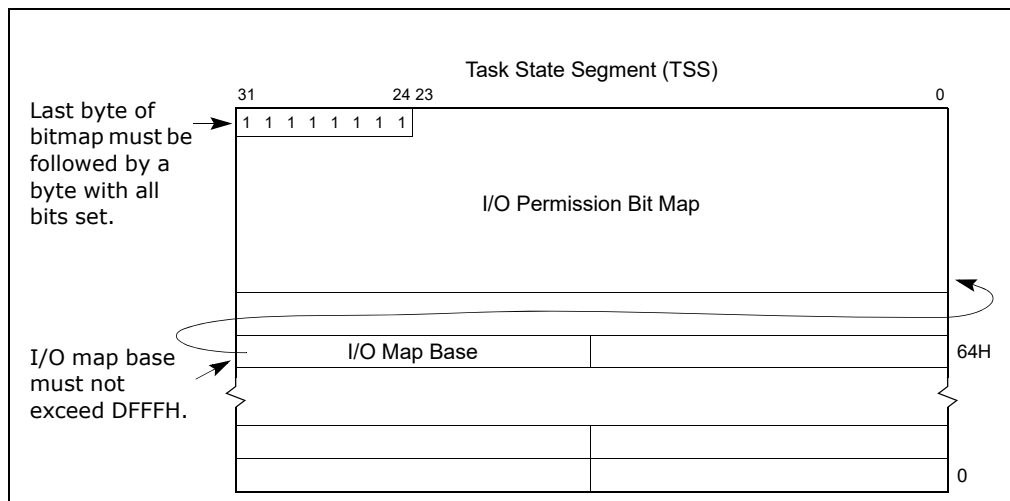 Task State Segment (TSS)
31 24 23 0
Last byte of
bitmap must be
followed by a
byte with all
bits set.
1 1 1 1 1 1 1 1
I/O Permission Bit Map
I/O Map Base
64H
I/O map base
must not
exceed DFFFH.
0